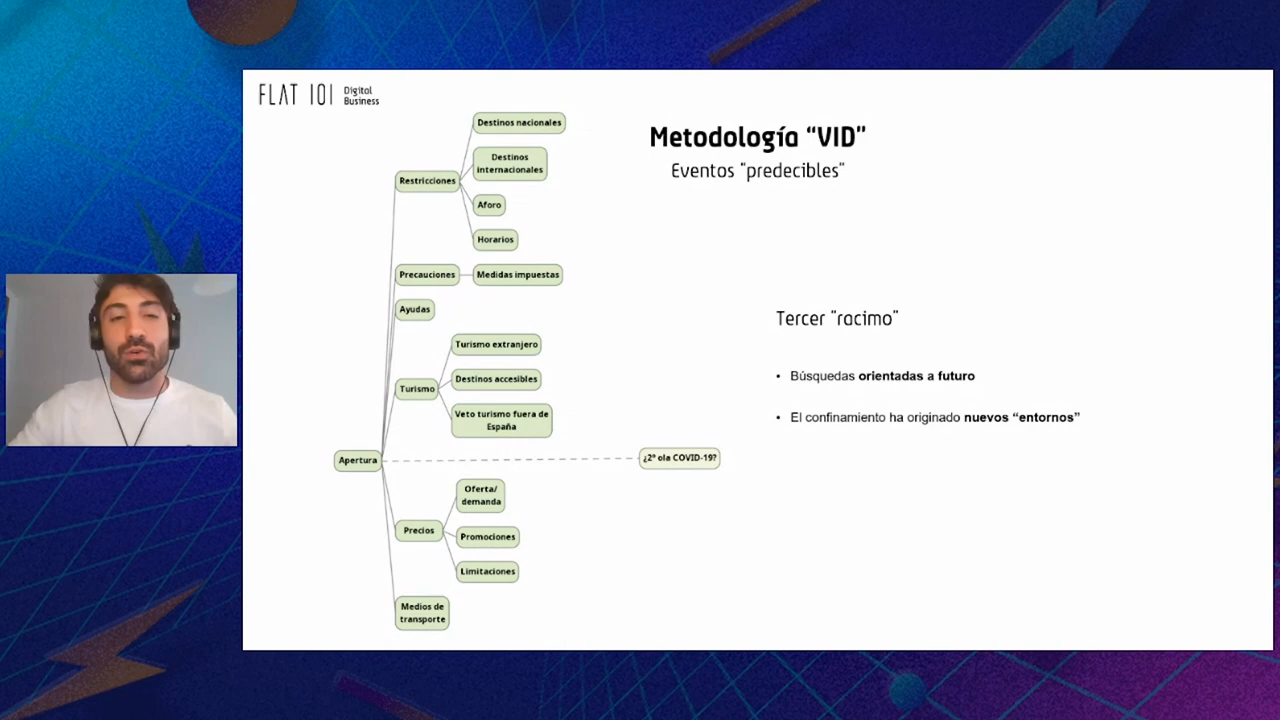 FLAT 101 Digital
Business
Metodología “VID”
Eventos “predecibles”
Destinos nacionales
Destinos
internacionales
Restricciones
Aforo
Horarios
Precauciones
Medidas impuestas
Ayudas
Turismo extranjero
Turismo
Destinos accesibles
Veto turismo fuera de
España
Apertura
¿2º ola COVID-19?
Oferta/
demanda
Precios
Promociones
Limitaciones
Medios de
transporte
Tercer “racimo”
• Búsquedas orientadas a futuro
• El confinamiento ha originado nuevos “entornos”